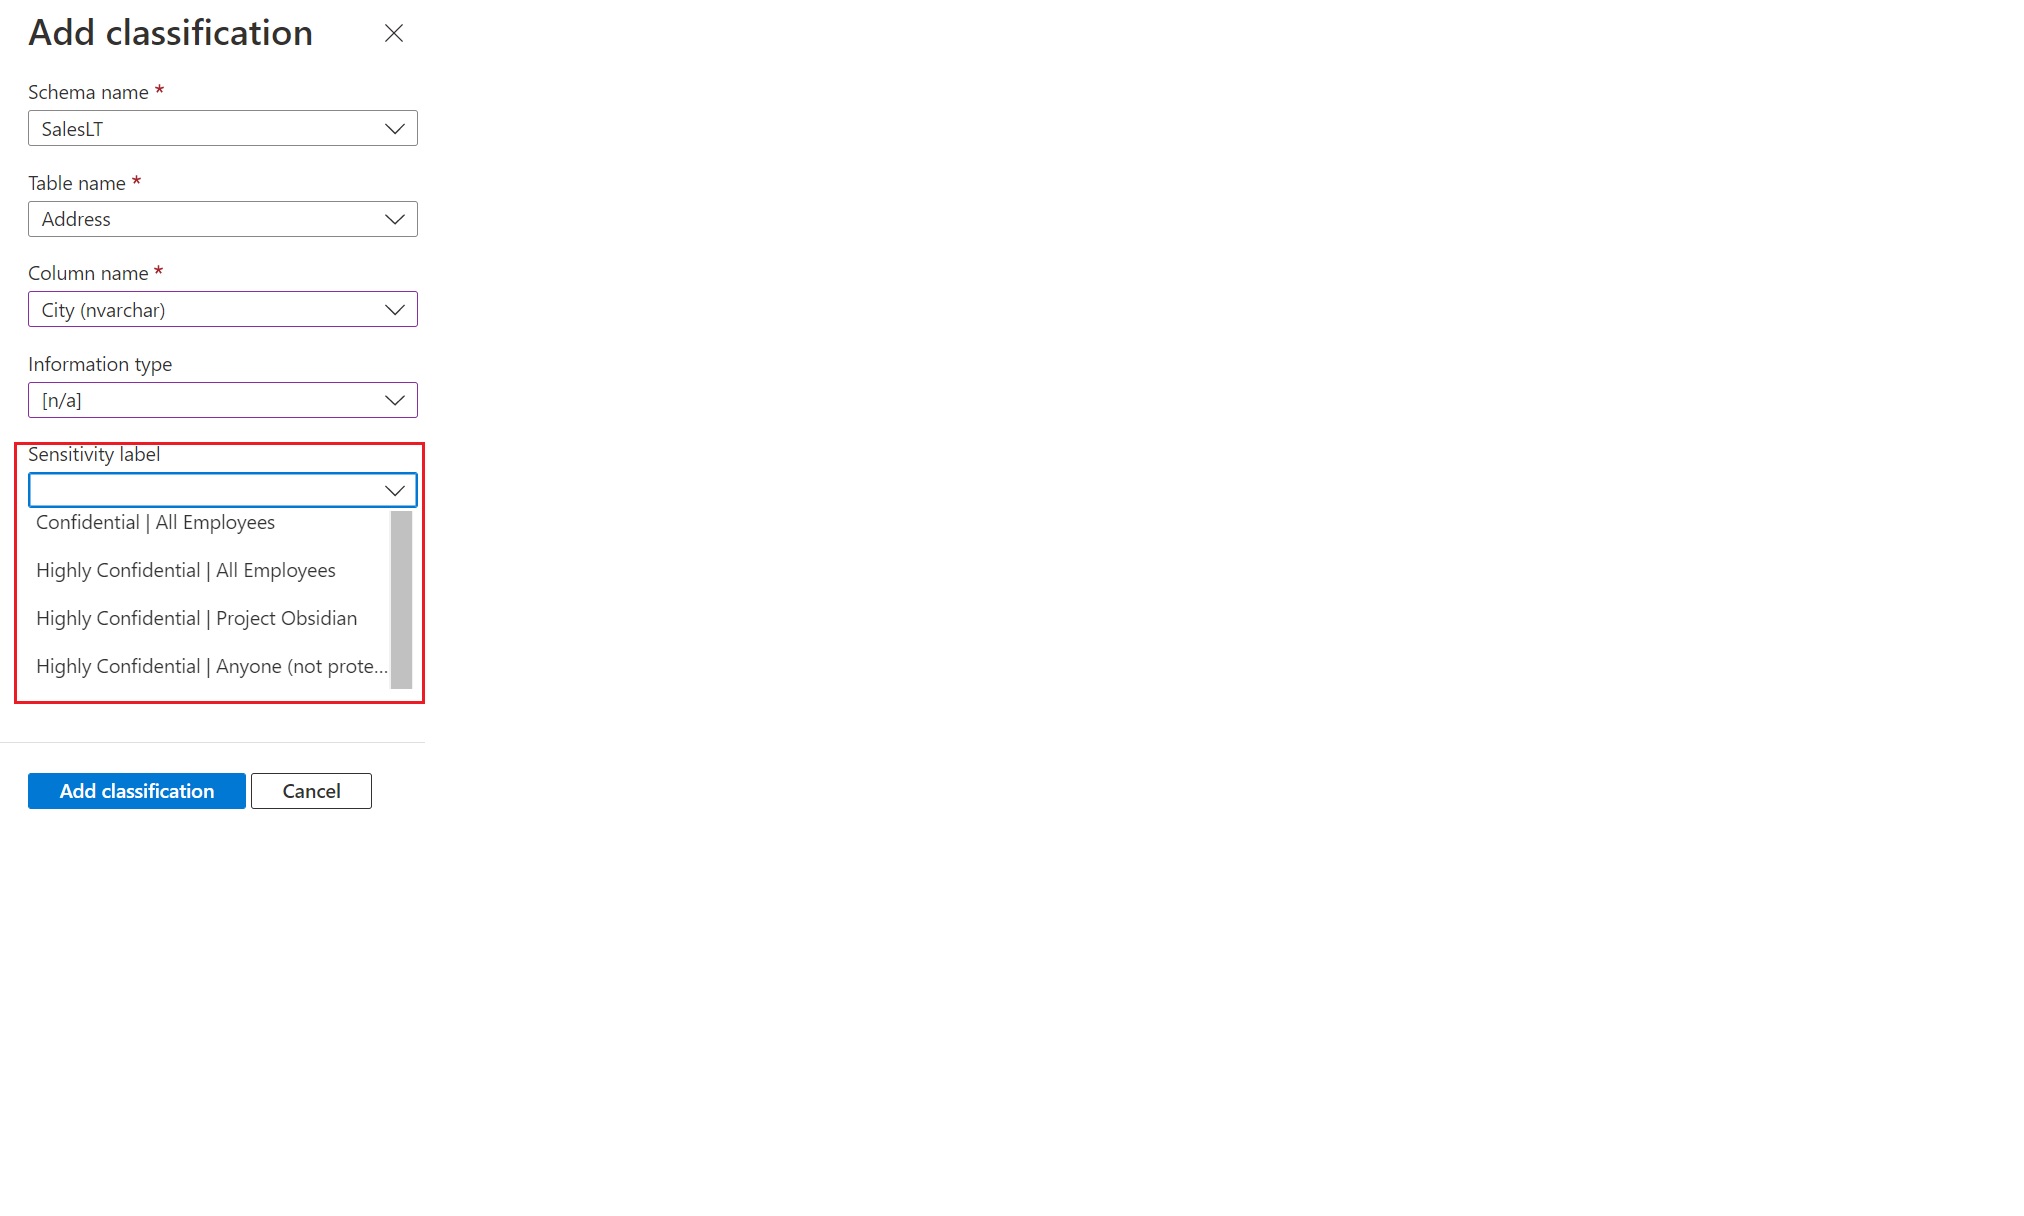 Add classification
Schema name *
SalesLT
Table name *
Address
Column name *
City (nvarchar)
Information type
[n/a]
Sensitivity label
Confidential | All Employees
Highly Confidential | All Employees
Highly Confidential | Project Obsidian
Highly Confidential | Anyone (not prote...
Add classification Cancel